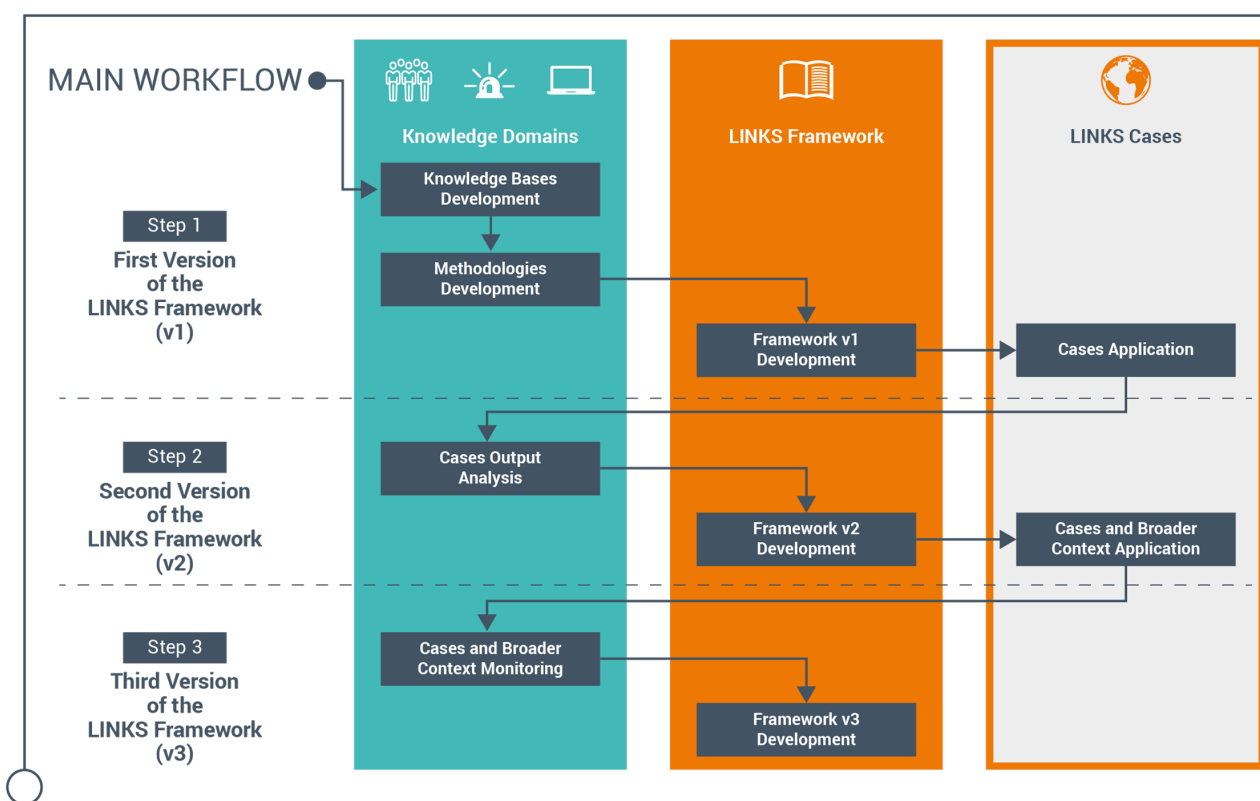 MAIN WORKFLOW
Knowledge Domains
LINKS Framework
LINKS Cases
Step 1
First Version
of the
LINKS Framework
(v1)
Knowledge Bases
Development
Methodologies
Development
Framework v1
Development
Cases Application
Step 2
Second Version
of the
LINKS Framework
(v2)
Cases Output
Analysis
Framework v2
Development
Cases and Broader
Context Application
Step 3
Third Version
of the
LINKS Framework
(v3)
Cases and Broader
Context Monitoring
Framework v3
Development